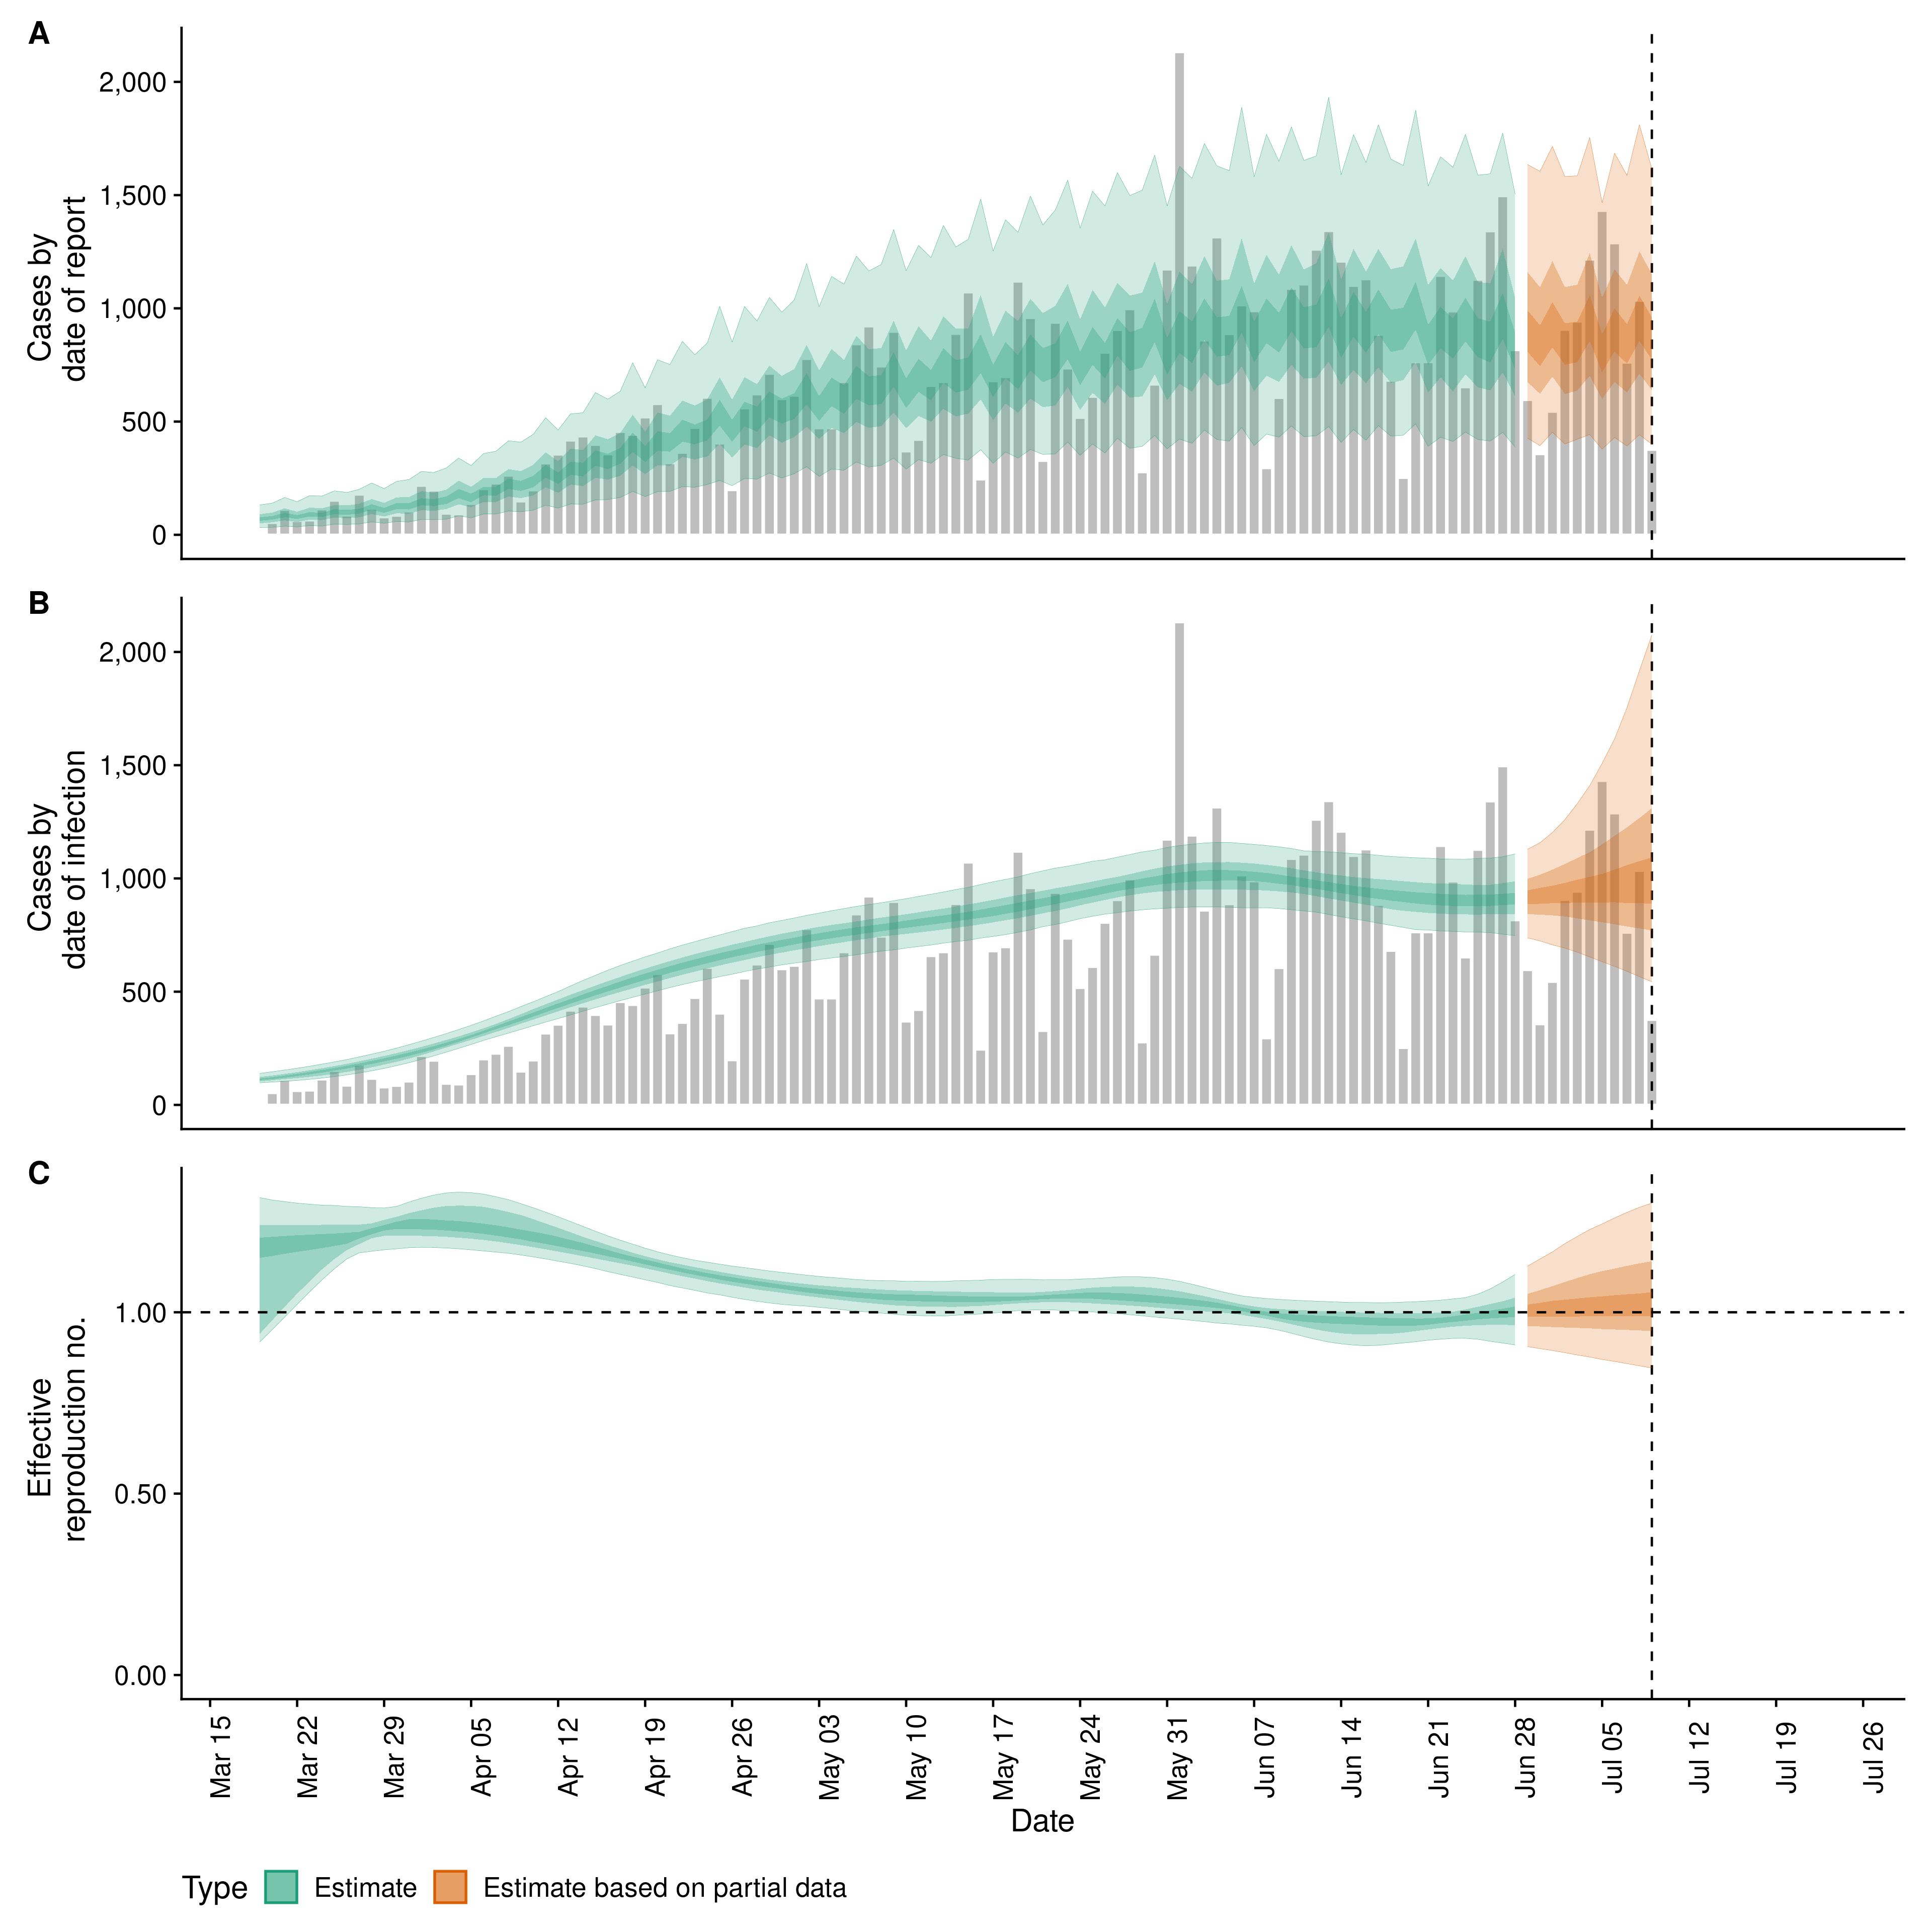 A
Cases by
date of report
2,000
1,500
1,000
500
0
B
Cases by
date of infection
2,000
1,500
1,000
500
0
C
Effective
reproduction no.
1.00
0.50
0.00
Mar 15
Mar 22
Mar 29
Apr 05
Apr 12
Apr 19
Apr 26
May 03
May 10
May 17
May 24
May 31
Jun 07
Jun 14
Jun 21
Jun 28
Jul 05
Jul 12
Jul 19
Jul 26
Date
Type Estimate Estimate based on partial data